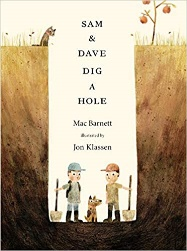 SAM
&
DAVE
DIG
A
HOLE
Mac Barnett
illustrated by
Jon Klassen